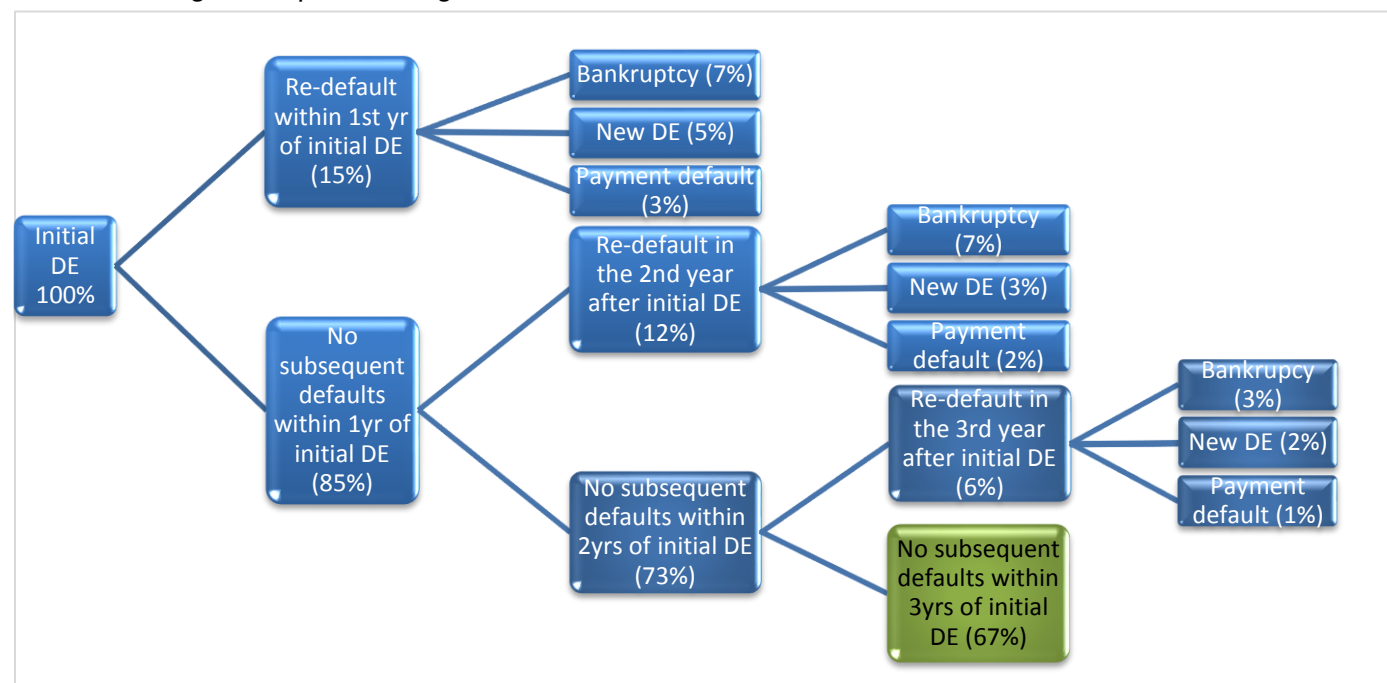 Initial
DE
100%
Re-default
within 1st yr
of initial DE
(15%)
Bankruptcy (7%)
New DE (5%)
Payment default
(3%)
No
subsequent
defaults
within 1yr of
initial DE
(85%)
Re-default in
the 2nd year
after initial DE
(12%)
Bankruptcy
(7%)
New DE (3%)
Payment
default (2%)
No subsequent
defaults within
2yrs of initial DE
(73%)
Re-default in
the 3rd year
after initial DE
(6%)
Bankrupcy
(3%)
New DE (2%)
Payment
default (1%)
No subsequent
defaults within
3yrs of initial
DE (67%)